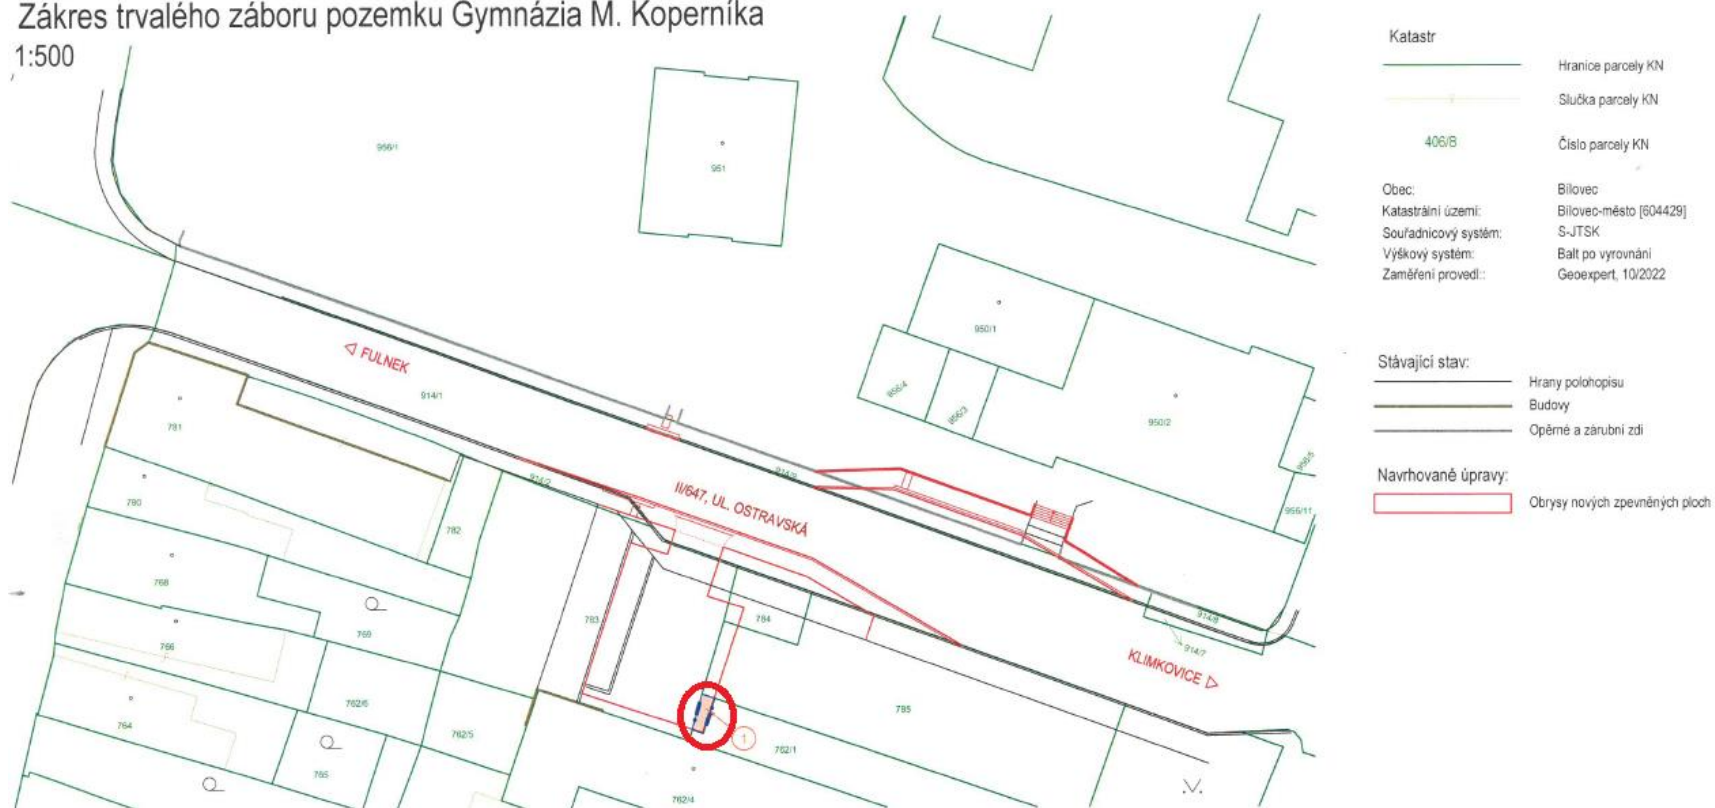 Zákres trvalého záboru pozemku Gymnázia M. Koperníka
1:500
Katastr
Hranice parcely KN
Slučka parcely KN
406/8 Číslo parcely KN
Obec: Bílovec
Katastrální území: Bílovec-město [604429]
Souřadnicový systém: S-JTSK
Výškový systém: Balt po vyrovnání
Zaměření provedl:: Geoexpert, 10/2022
Stávající stav:
Hrany polohopisu
Budovy
Opěrné a zárubní zdi
Navrhované úpravy:
Obrysy nových zpevněných ploch
956/1
951
950/1
956/4
956/3
950/2
956/5
956/11
FULNEK
914/1
781
914/2
II/647, UL. OSTRAVSKÁ
780
782
768
769
783
784
914/8
914/7
KLIMKOVICE
766
762/6
764
762/5
765
785
1
762/1
762/4